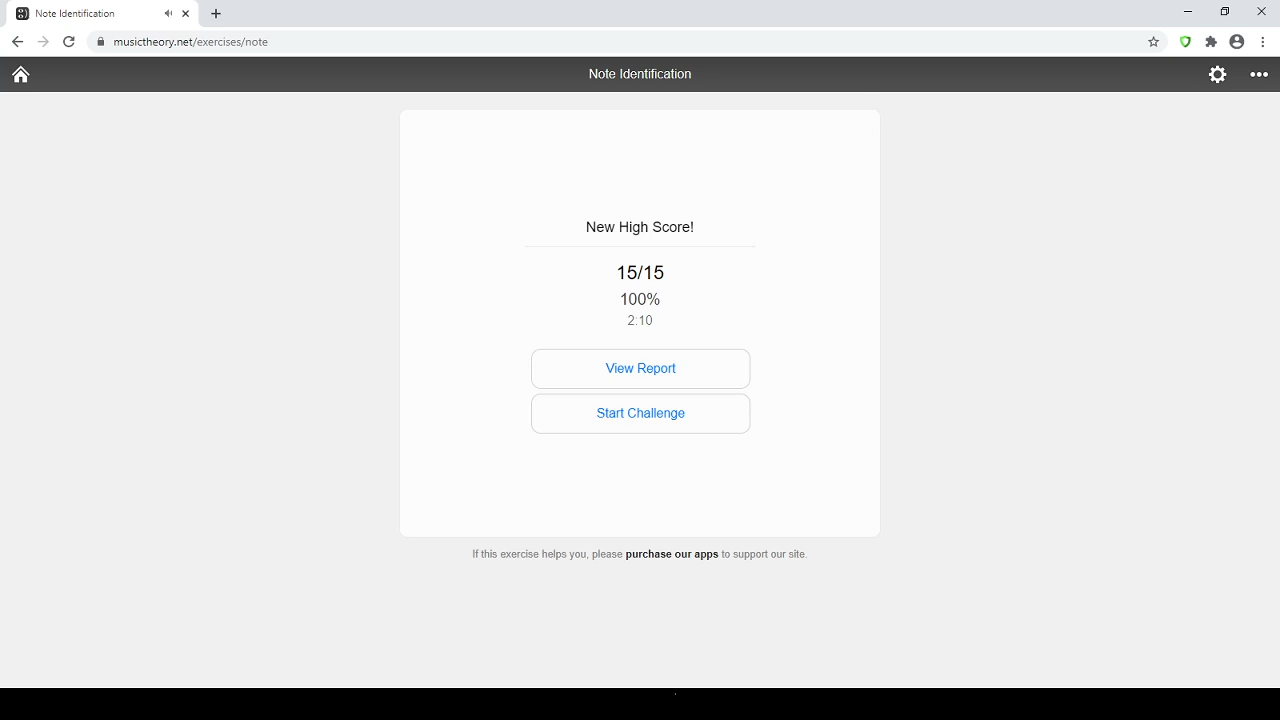 Note Identification
musictheory.net/exercises/note
Note Identification
New High Score!
15/15
100%
2:10
View Report
Start Challenge
If this exercise helps you, please purchase our apps to support our site.